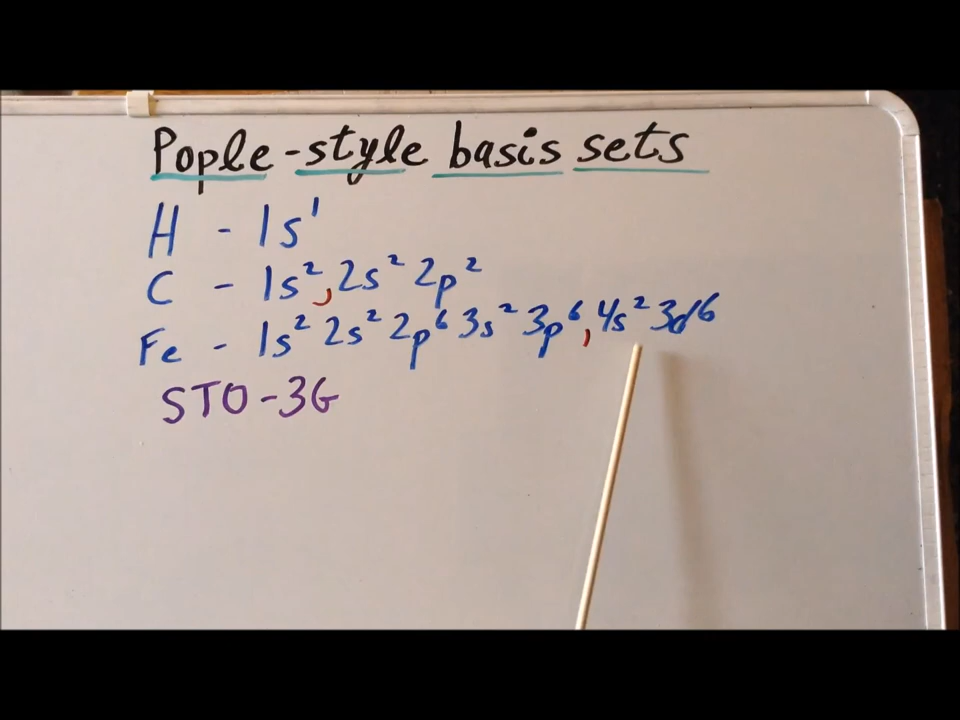 Pople-style basis sets
H - 1s¹
C - 1s², 2s² 2p²
Fe - 1s² 2s² 2p⁶ 3s² 3p⁶, 4s² 3d⁶
STO-3G